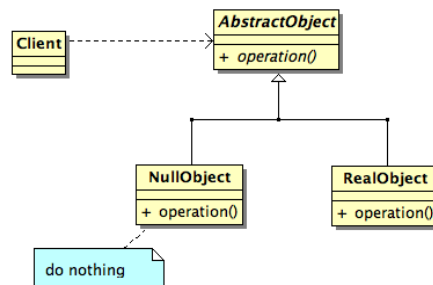 AbstractObject
Client
+ operation()
NullObject
RealObject
+ operation()
+ operation()
do nothing